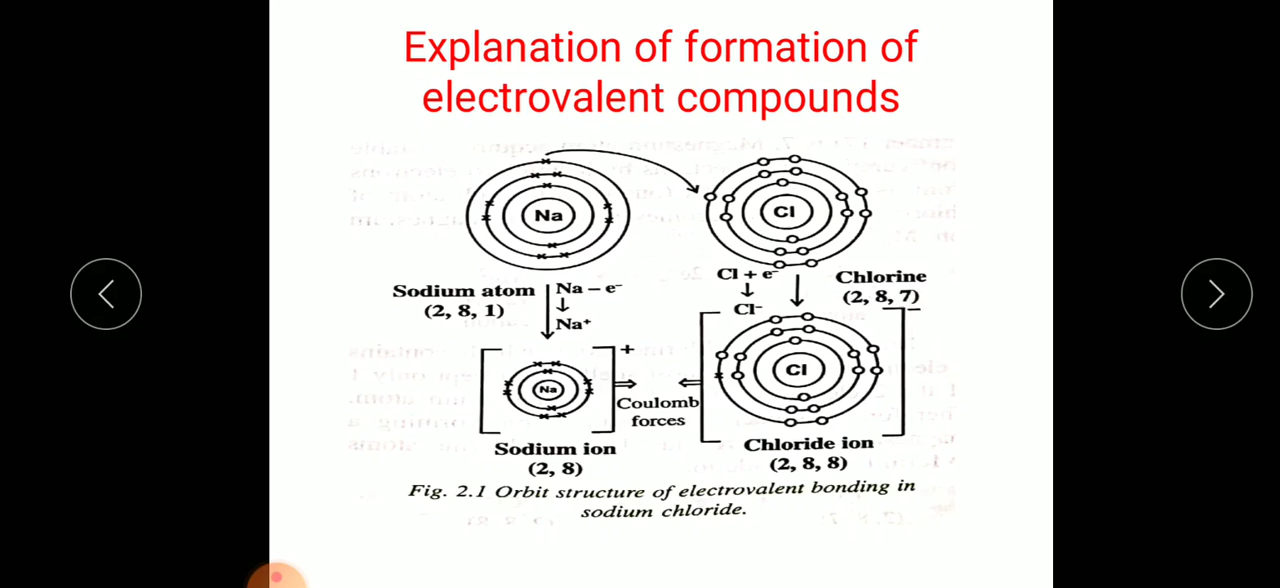 Explanation of formation of
electrovalent compounds
Na
Cl
Sodium atom
(2, 8, 1)
Na – e⁻
↓
Na⁺
Cl + e⁻
↓
Cl⁻
Chlorine
(2, 8, 7)
Na
+
Cl
–
Coulomb
forces
Sodium ion
(2, 8)
Chloride ion
(2, 8, 8)
Fig. 2.1 Orbit structure of electrovalent bonding in
sodium chloride.